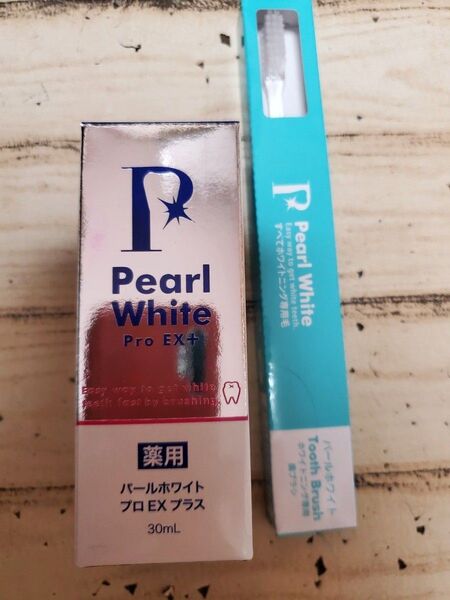 P
Pearl
White
Pro EX+
Easy way to get white
teeth fast by brushing.
薬用
パールホワイト
プロ EX プラス
30mL
P
Pearl White
Easy way to get white teeth.
すべてホワイトニング専用毛
パールホワイト
Tooth Brush
ホワイトニング専用
歯ブラシ